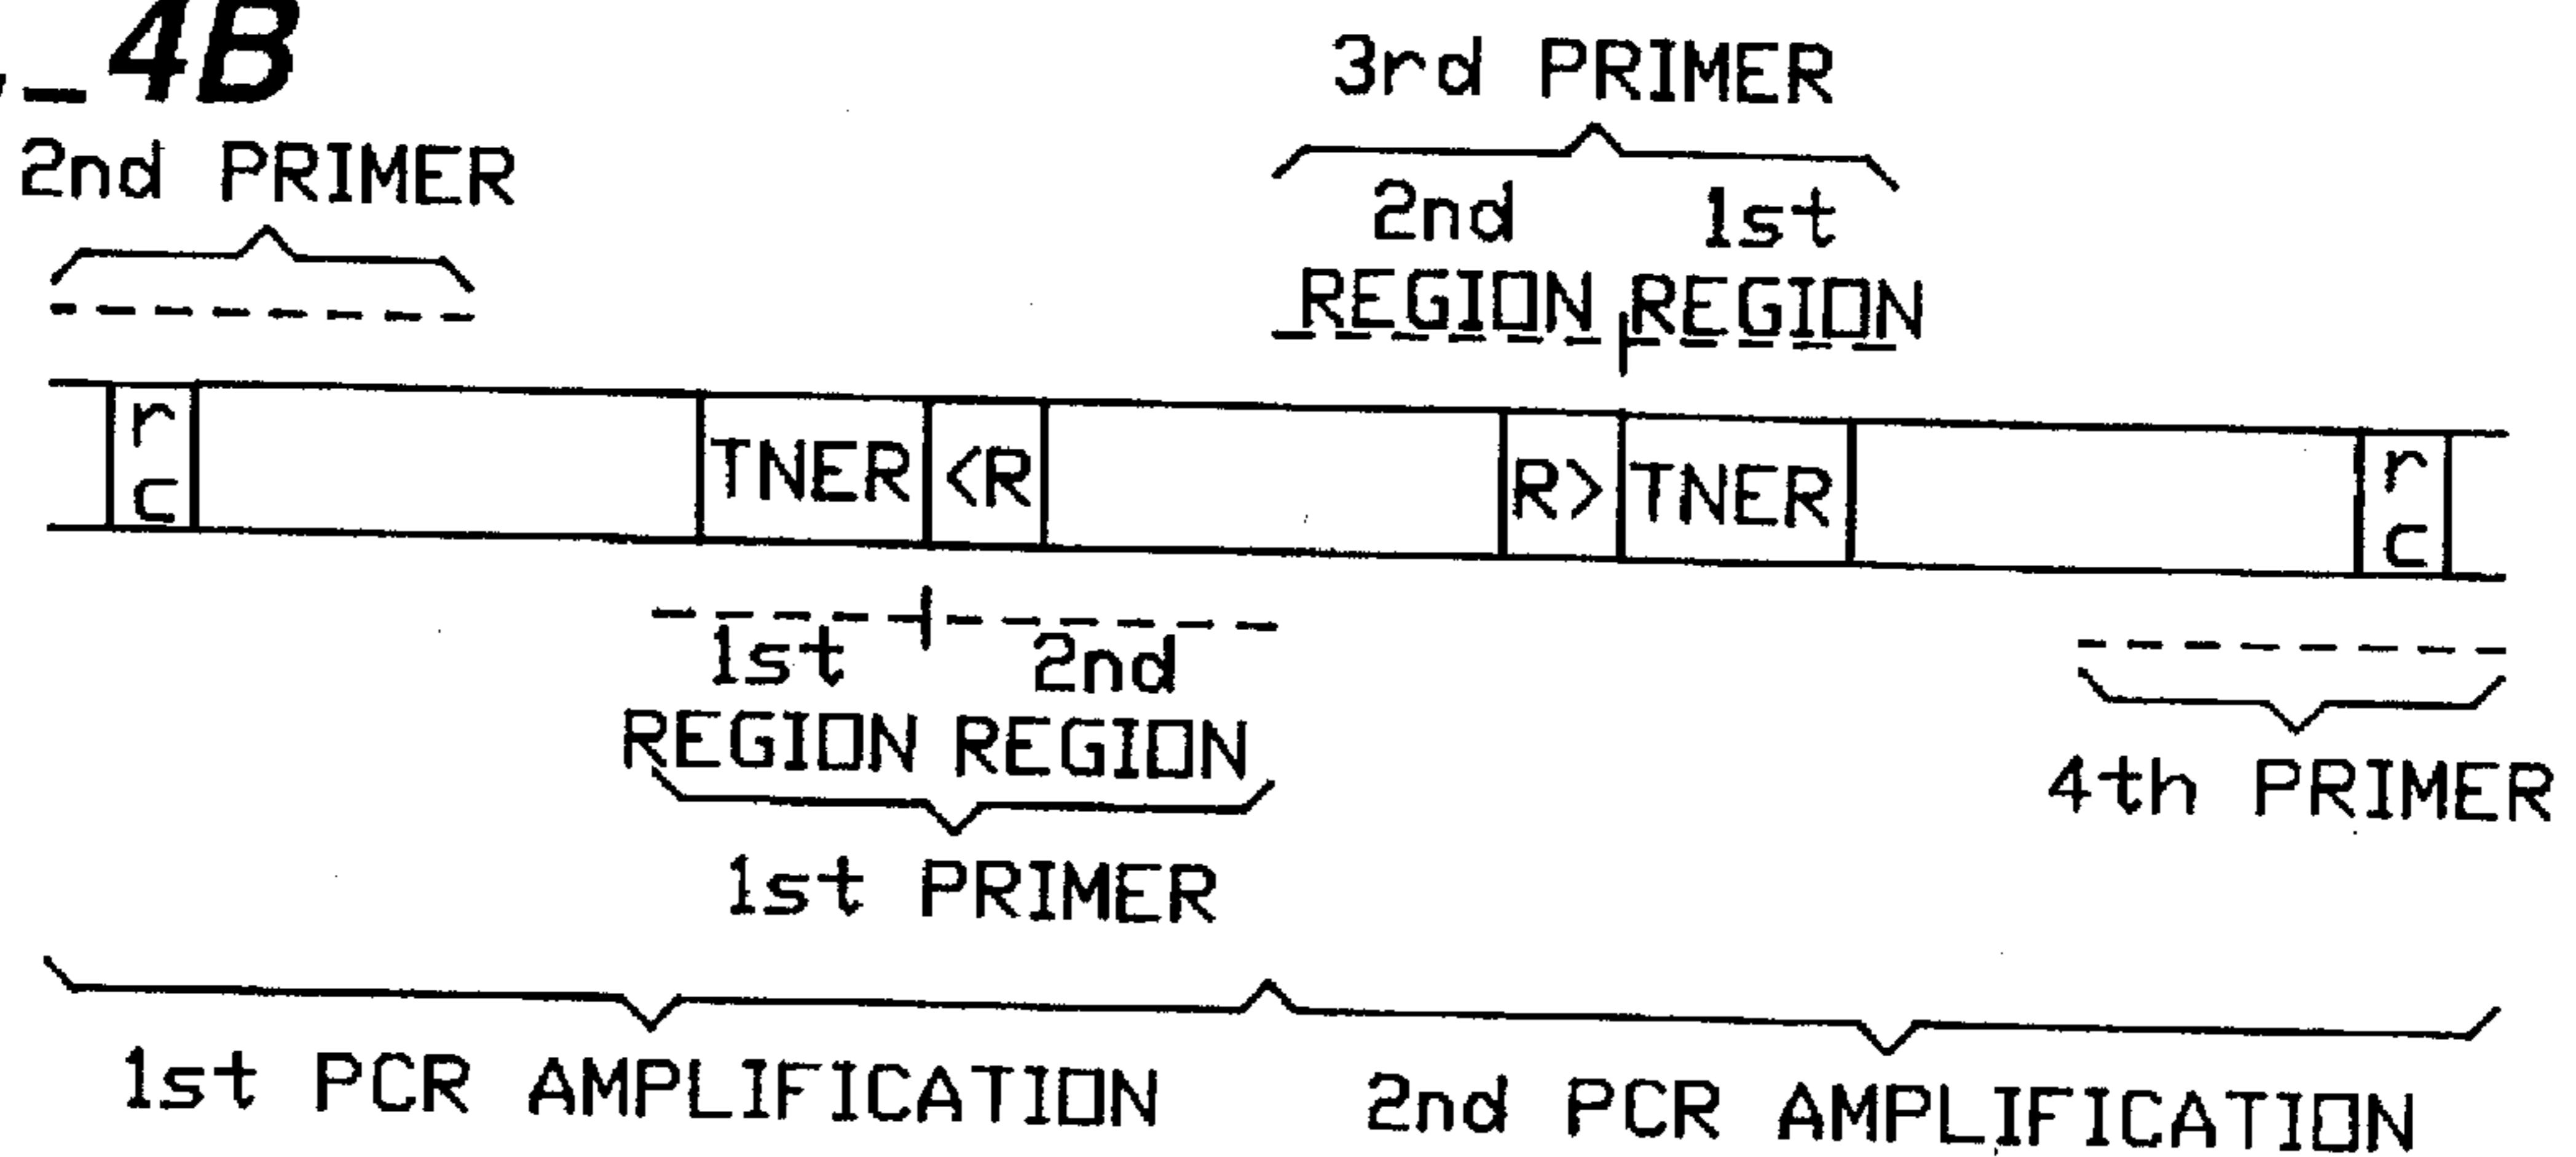 _4B
3rd PRIMER
2nd PRIMER
2nd 1st
REGION REGION
r
c
TNER <R R> TNER
r
c
1st 2nd
REGION REGION
4th PRIMER
1st PRIMER
1st PCR AMPLIFICATION 2nd PCR AMPLIFICATION